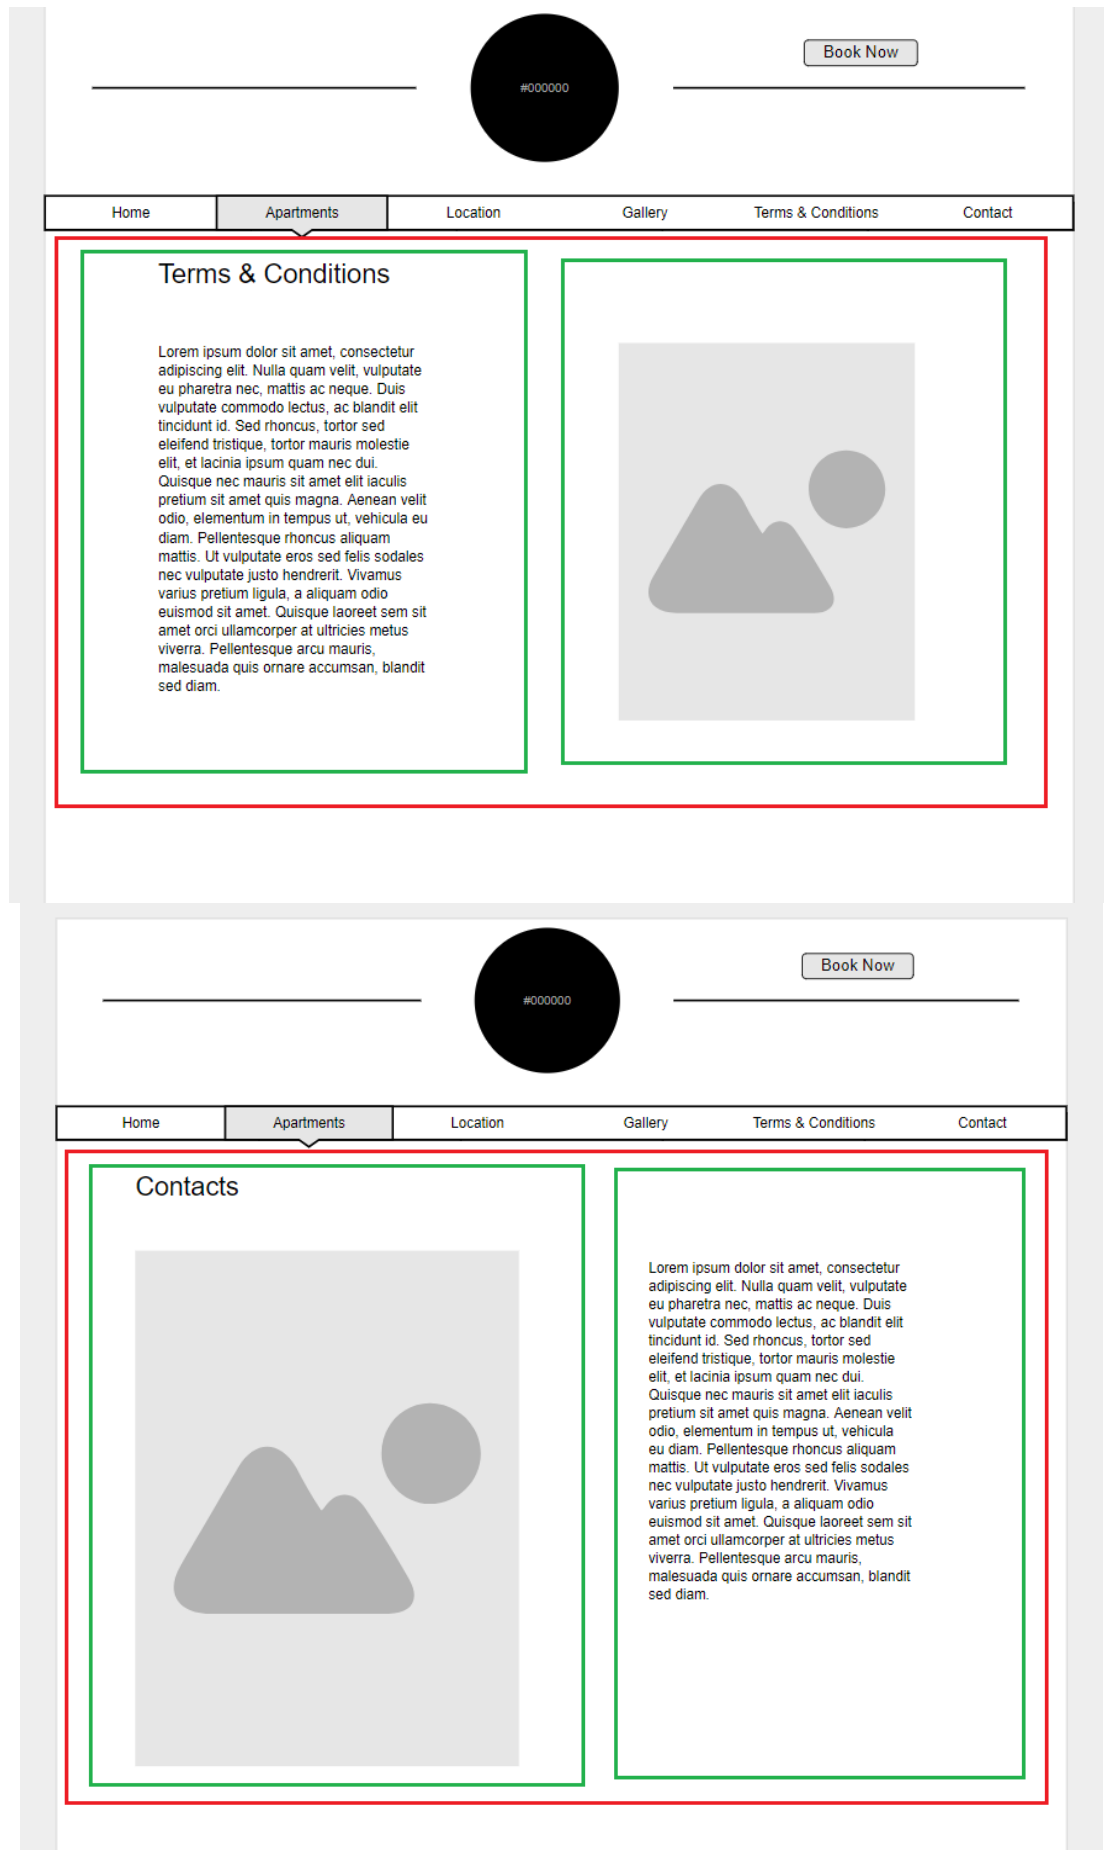 Book Now
#000000
Home Apartments Location Gallery Terms & Conditions Contact
Terms & Conditions
Lorem ipsum dolor sit amet, consectetur
adipiscing elit. Nulla quam velit, vulputate
eu pharetra nec, mattis ac neque. Duis
vulputate commodo lectus, ac blandit elit
tincidunt id. Sed rhoncus, tortor sed
eleifend tristique, tortor mauris molestie
elit, et lacinia ipsum quam nec dui.
Quisque nec mauris sit amet elit iaculis
pretium sit amet quis magna. Aenean velit
odio, elementum in tempus ut, vehicula eu
diam. Pellentesque rhoncus aliquam
mattis. Ut vulputate eros sed felis sodales
nec vulputate justo hendrerit. Vivamus
varius pretium ligula, a aliquam odio
euismod sit amet. Quisque laoreet sem sit
amet orci ullamcorper at ultricies metus
viverra. Pellentesque arcu mauris,
malesuada quis ornare accumsan, blandit
sed diam.
Book Now
#000000
Home Apartments Location Gallery Terms & Conditions Contact
Contacts
Lorem ipsum dolor sit amet, consectetur
adipiscing elit. Nulla quam velit, vulputate
eu pharetra nec, mattis ac neque. Duis
vulputate commodo lectus, ac blandit elit
tincidunt id. Sed rhoncus, tortor sed
eleifend tristique, tortor mauris molestie
elit, et lacinia ipsum quam nec dui.
Quisque nec mauris sit amet elit iaculis
pretium sit amet quis magna. Aenean velit
odio, elementum in tempus ut, vehicula
eu diam. Pellentesque rhoncus aliquam
mattis. Ut vulputate eros sed felis sodales
nec vulputate justo hendrerit. Vivamus
varius pretium ligula, a aliquam odio
euismod sit amet. Quisque laoreet sem sit
amet orci ullamcorper at ultricies metus
viverra. Pellentesque arcu mauris,
malesuada quis ornare accumsan, blandit
sed diam.